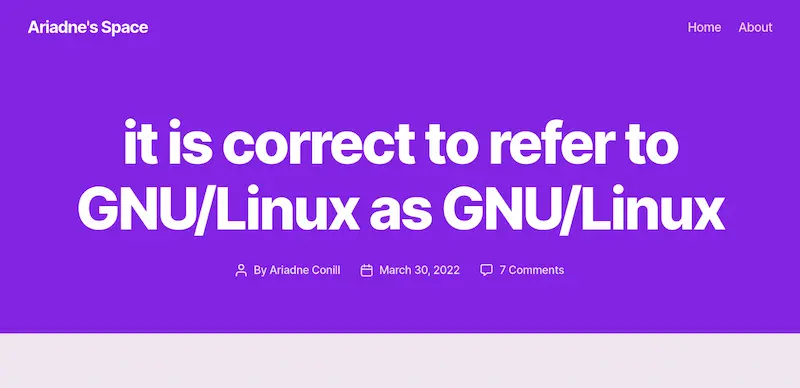 Ariadne's Space
Home About
it is correct to refer to
GNU/Linux as GNU/Linux
By Ariadne Conill March 30, 2022 7 Comments